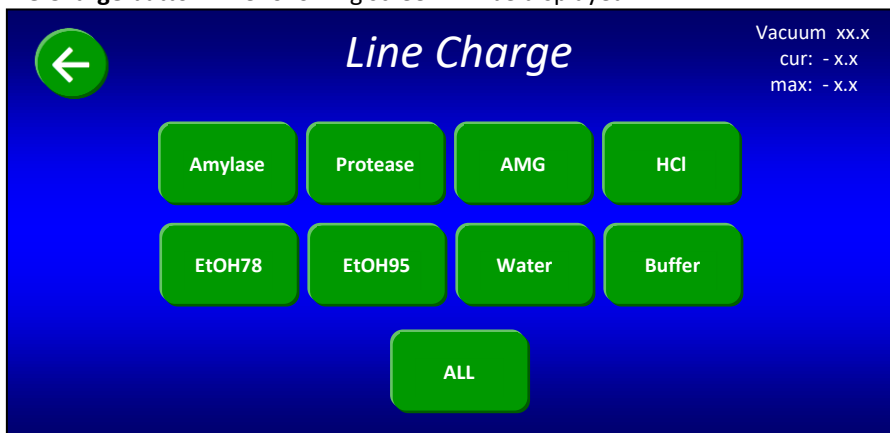 Line Charge
Vacuum xx.x
cur: - x.x
max: - x.x
Amylase Protease AMG HCl
EtOH78 EtOH95 Water Buffer
ALL